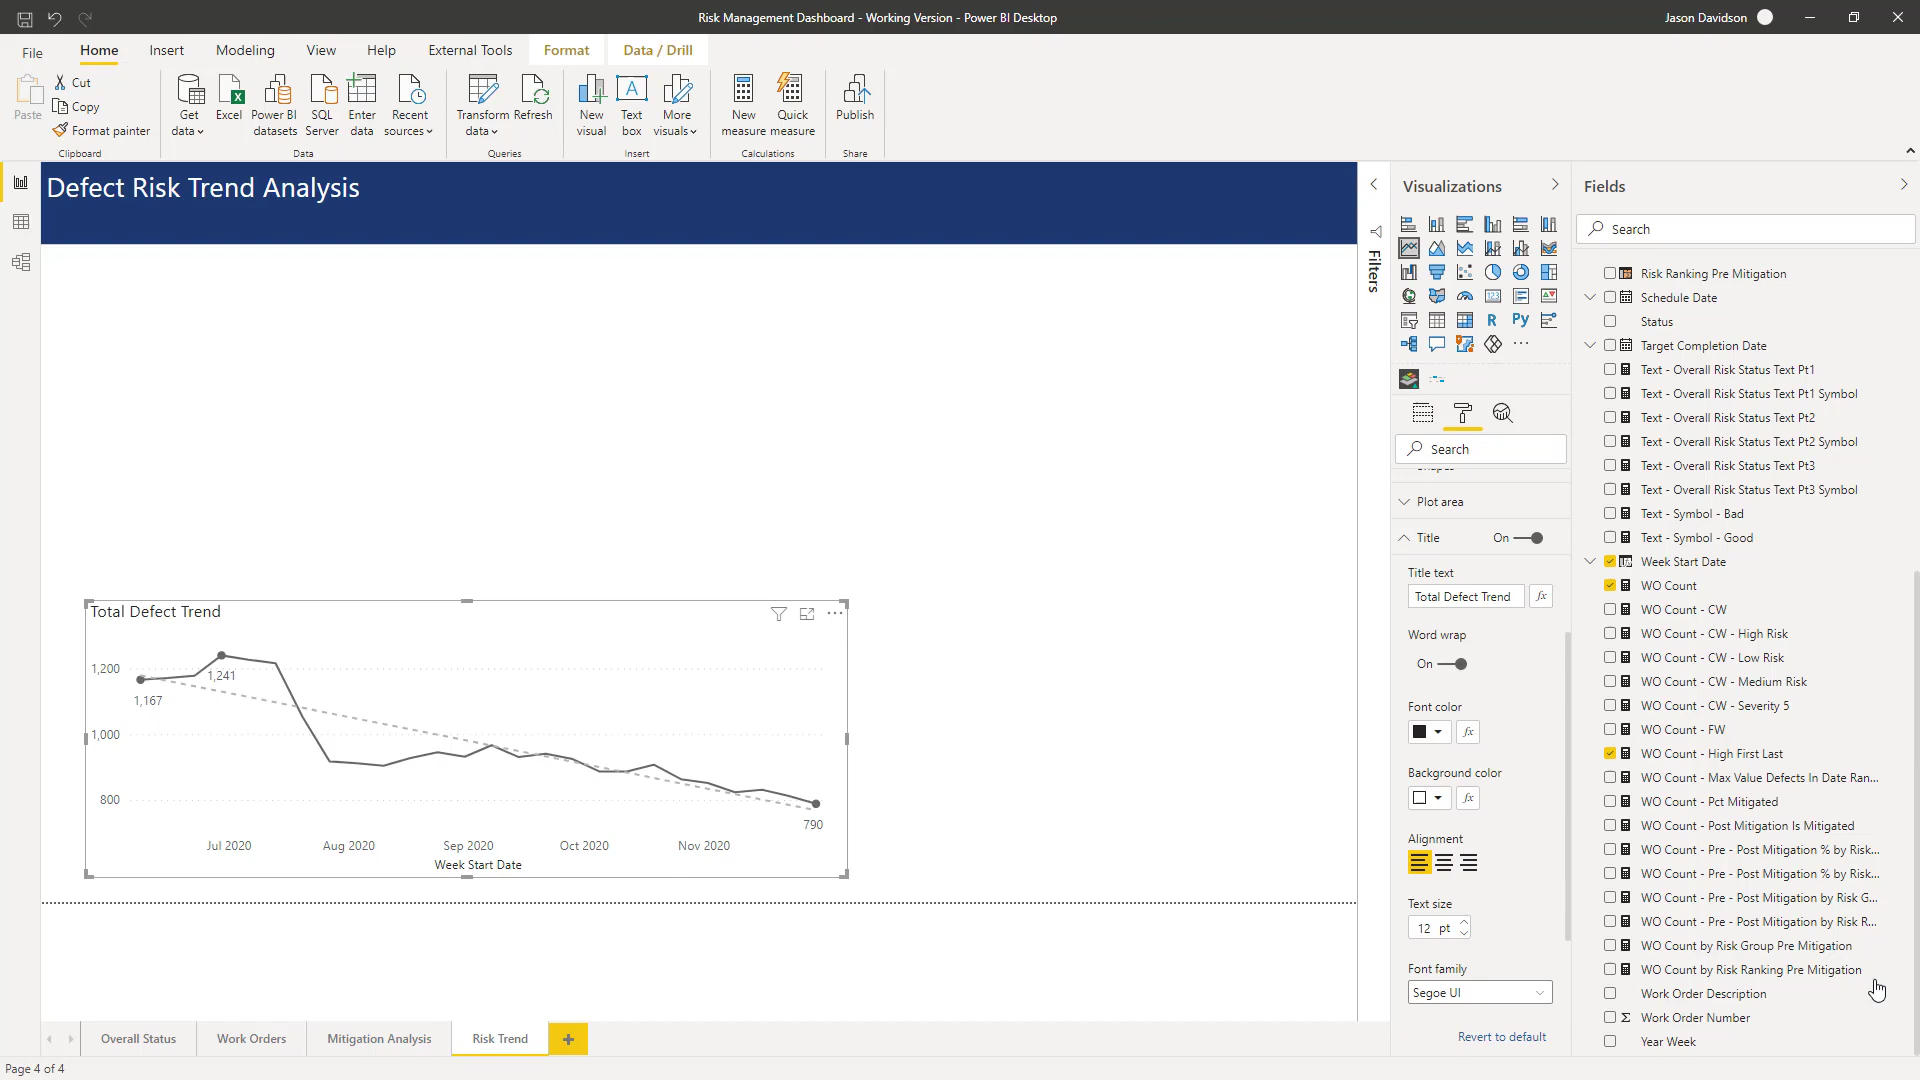 Risk Management Dashboard - Working Version - Power BI Desktop
Jason Davidson
File
Home
Insert
Modeling
View
Help
External Tools
Format
Data / Drill
Paste
Cut
Copy
Format painter
Clipboard
Get data
Excel
Power BI datasets
SQL Server
Enter data
Recent sources
Data
Transform data
Refresh
Queries
New visual
Text box
More visuals
Insert
New measure
Quick measure
Calculations
Publish
Share
Defect Risk Trend Analysis
Total Defect Trend
1,200
1,000
800
1,167
1,241
790
Jul 2020
Aug 2020
Sep 2020
Oct 2020
Nov 2020
Week Start Date
Overall Status
Work Orders
Mitigation Analysis
Risk Trend
Page 4 of 4
Filters
Visualizations
R
Py
Search
Plot area
Title
On
Title text
Total Defect Trend
Word wrap
On
Font color
Background color
Alignment
Text size
12 pt
Font family
Segoe UI
Revert to default
Fields
Search
Risk Ranking Pre Mitigation
Schedule Date
Status
Target Completion Date
Text - Overall Risk Status Text Pt1
Text - Overall Risk Status Text Pt1 Symbol
Text - Overall Risk Status Text Pt2
Text - Overall Risk Status Text Pt2 Symbol
Text - Overall Risk Status Text Pt3
Text - Overall Risk Status Text Pt3 Symbol
Text - Symbol - Bad
Text - Symbol - Good
Week Start Date
WO Count
WO Count - CW
WO Count - CW - High Risk
WO Count - CW - Low Risk
WO Count - CW - Medium Risk
WO Count - CW - Severity 5
WO Count - FW
WO Count - High First Last
WO Count - Max Value Defects In Date Ran...
WO Count - Pct Mitigated
WO Count - Post Mitigation Is Mitigated
WO Count - Pre - Post Mitigation % by Risk...
WO Count - Pre - Post Mitigation % by Risk...
WO Count - Pre - Post Mitigation by Risk G...
WO Count - Pre - Post Mitigation by Risk R...
WO Count by Risk Group Pre Mitigation
WO Count by Risk Ranking Pre Mitigation
Work Order Description
Work Order Number
Year Week